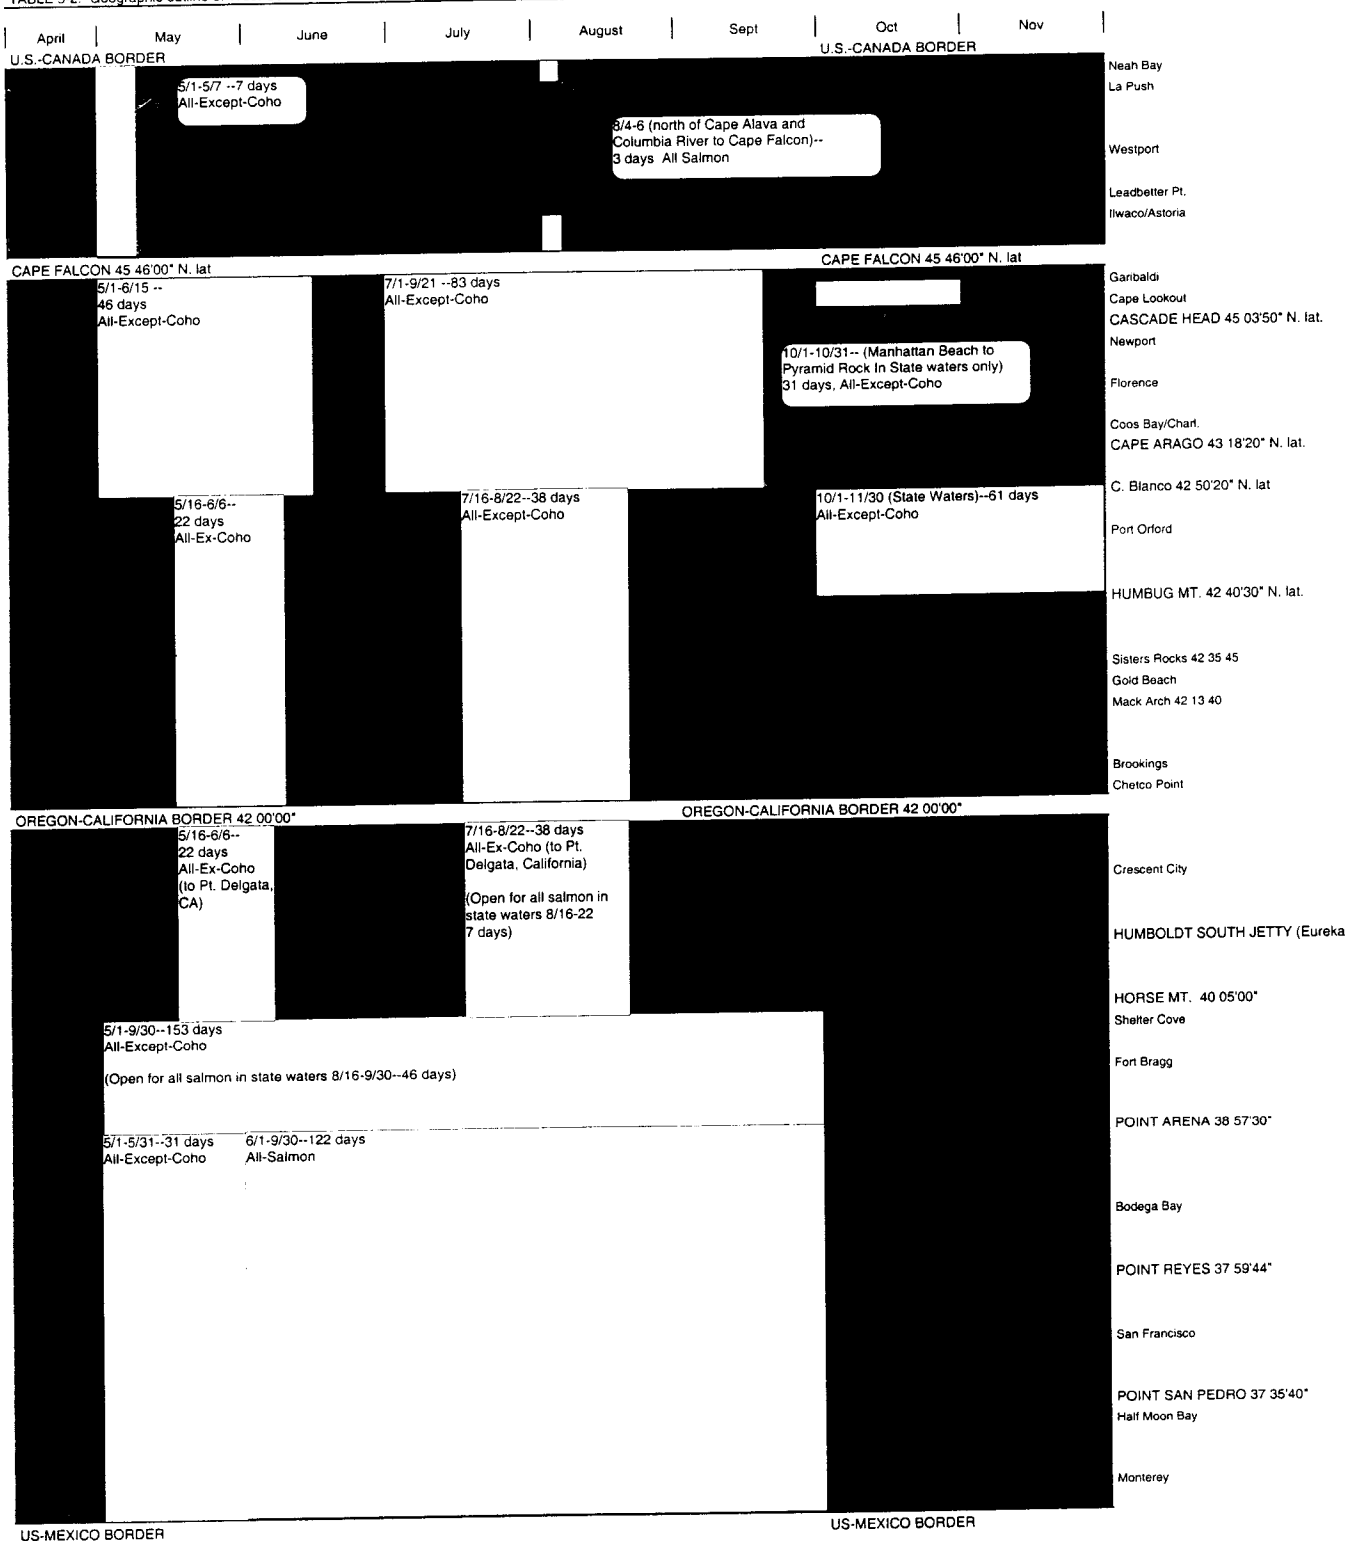 TABLE 3-2. Geographic outline of
April May June July August Sept Oct Nov
U.S.-CANADA BORDER
U.S.-CANADA BORDER
Neah Bay
La Push
5/1-5/7 --7 days
All-Except-Coho
8/4-6 (north of Cape Alava and
Columbia River to Cape Falcon)--
3 days All Salmon
Westport
Leadbetter Pt.
Ilwaco/Astoria
CAPE FALCON 45 46'00" N. lat
CAPE FALCON 45 46'00" N. lat
5/1-6/15 --
46 days
All-Except-Coho
7/1-9/21 --83 days
All-Except-Coho
Garibaldi
Cape Lookout
CASCADE HEAD 45 03'50" N. lat.
Newport
10/1-10/31-- (Manhattan Beach to
Pyramid Rock In State waters only)
31 days, All-Except-Coho
Florence
Coos Bay/Charl.
CAPE ARAGO 43 18'20" N. lat.
C. Blanco 42 50'20" N. lat
5/16-6/6--
22 days
All-Ex-Coho
7/16-8/22--38 days
All-Except-Coho
10/1-11/30 (State Waters)--61 days
All-Except-Coho
Port Orford
HUMBUG MT. 42 40'30" N. lat.
Sisters Rocks 42 35 45
Gold Beach
Mack Arch 42 13 40
Brookings
Chetco Point
OREGON-CALIFORNIA BORDER 42 00'00"
OREGON-CALIFORNIA BORDER 42 00'00"
5/16-6/6--
22 days
All-Ex-Coho
(to Pt. Delgata,
CA)
7/16-8/22--38 days
All-Ex-Coho (to Pt.
Delgata, California)
(Open for all salmon in
state waters 8/16-22
7 days)
Crescent City
HUMBOLDT SOUTH JETTY (Eureka
HORSE MT. 40 05'00"
Shelter Cove
5/1-9/30--153 days
All-Except-Coho
(Open for all salmon in state waters 8/16-9/30--46 days)
Fort Bragg
POINT ARENA 38 57'30"
5/1-5/31--31 days
All-Except-Coho
6/1-9/30--122 days
All-Salmon
Bodega Bay
POINT REYES 37 59'44"
San Francisco
POINT SAN PEDRO 37 35'40"
Half Moon Bay
Monterey
US-MEXICO BORDER
US-MEXICO BORDER